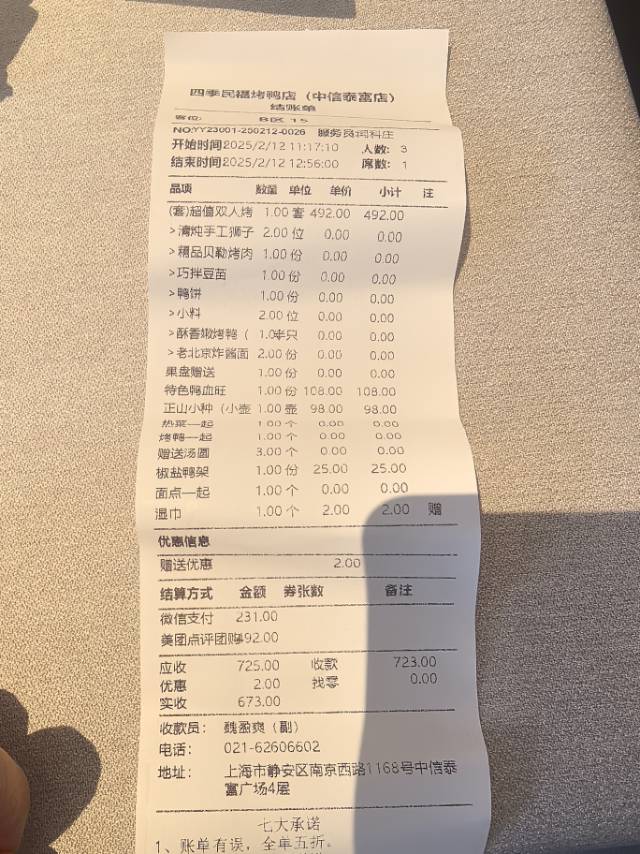 四季民福烤鸭店（中信泰富店）
结账单
客位: B区 15
NO:YY23001-250212-0026 服务员:闫科庄
开始时间2025/2/12 11:17:10 人数: 3
结束时间2025/2/12 12:56:00 席数: 1
品项 数量 单位 单价 小计 注
(套)超值双人烤 1.00 套 492.00 492.00
>清炖手工狮子 2.00 位 0.00 0.00
>精品贝勒烤肉 1.00 份 0.00 0.00
>巧拌豆苗 1.00 份 0.00 0.00
>鸭饼 1.00 份 0.00 0.00
>小料 2.00 位 0.00 0.00
>酥香嫩烤鸭（ 1.0半只 0.00 0.00
>老北京炸酱面 2.00 份 0.00 0.00
果盘赠送 1.00 份 0.00 0.00
特色鸭血旺 1.00 份 108.00 108.00
正山小种（小壶 1.00 壶 98.00 98.00
热菜一起 1.00 个 0.00 0.00
烤鸭一起 1.00 个 0.00 0.00
赠送汤圆 3.00 个 0.00 0.00
椒盐鸭架 1.00 份 25.00 25.00
面点一起 1.00 个 0.00 0.00
湿巾 1.00 个 2.00 2.00 赠
优惠信息
赠送优惠 2.00
结算方式 金额 券张数 备注
微信支付 231.00
美团点评团购492.00
应收 725.00 收款 723.00
优惠 2.00 找零 0.00
实收 673.00
收款员: 魏盈爽（副）
电话: 021-62606602
地址: 上海市静安区南京西路1168号中信泰
富广场4层
七大承诺
1、账单有误，全单五折。